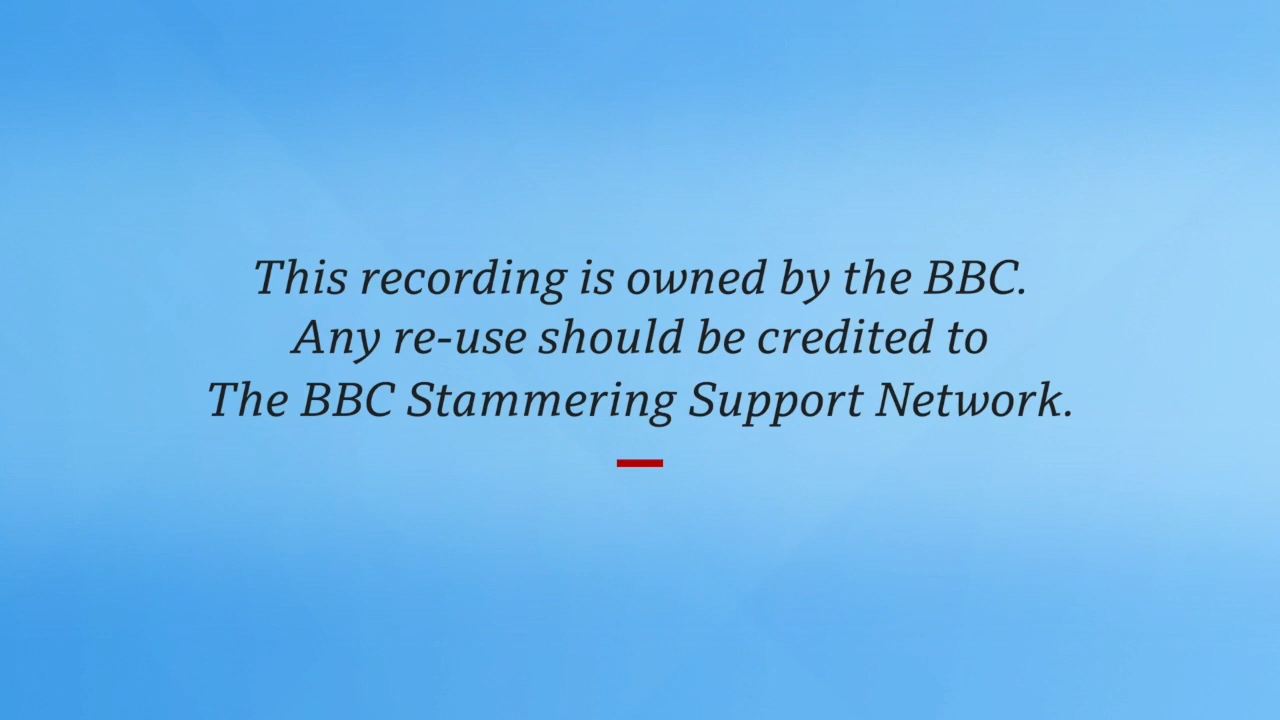 This recording is owned by the BBC.
Any re-use should be credited to
The BBC Stammering Support Network.